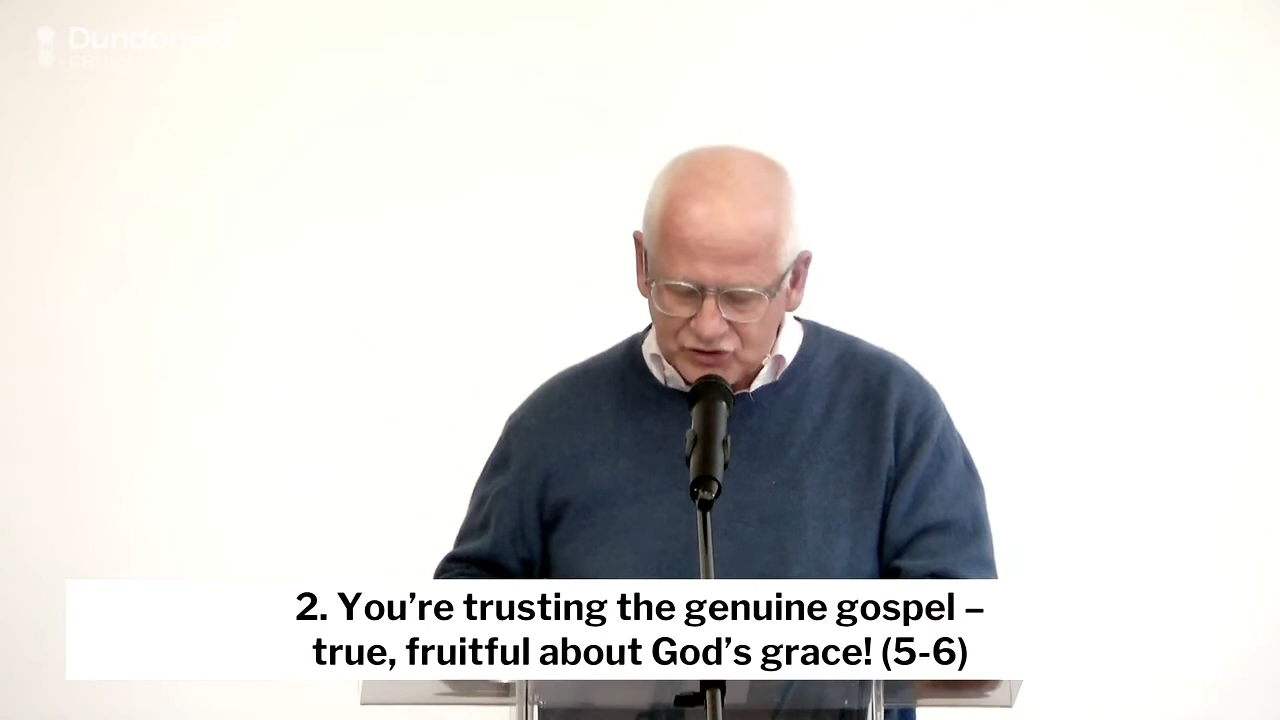 2. You’re trusting the genuine gospel –
true, fruitful about God’s grace! (5-6)